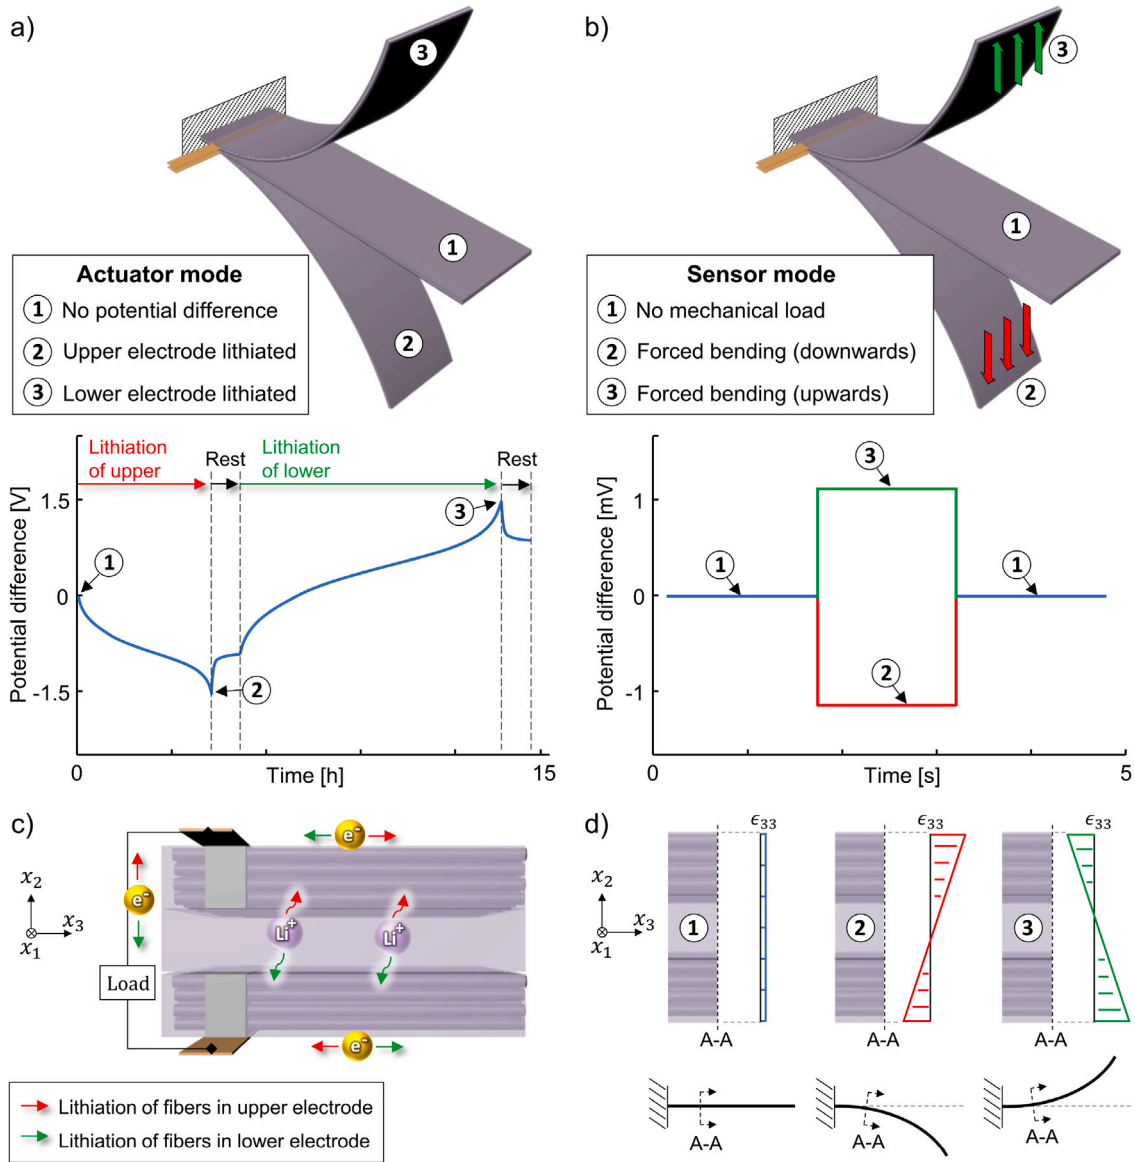 a)
3
1
2
Actuator mode
1 No potential difference
2 Upper electrode lithiated
3 Lower electrode lithiated
b)
3
1
2
Sensor mode
1 No mechanical load
2 Forced bending (downwards)
3 Forced bending (upwards)
Lithiation
of upper
Rest
Lithiation
of lower
Rest
Potential difference [V]
1.5
0
-1.5
1
2
3
0
15
Time [h]
Potential difference [mV]
1
0
-1
1
3
2
1
0
5
Time [s]
c)
e-
e-
x2
x3
x1
Li+
Li+
Load
e-
Lithiation of fibers in upper electrode
Lithiation of fibers in lower electrode
d)
ϵ33
ϵ33
x2
x3
x1
1
2
3
A-A
A-A
A-A
A-A
A-A
A-A